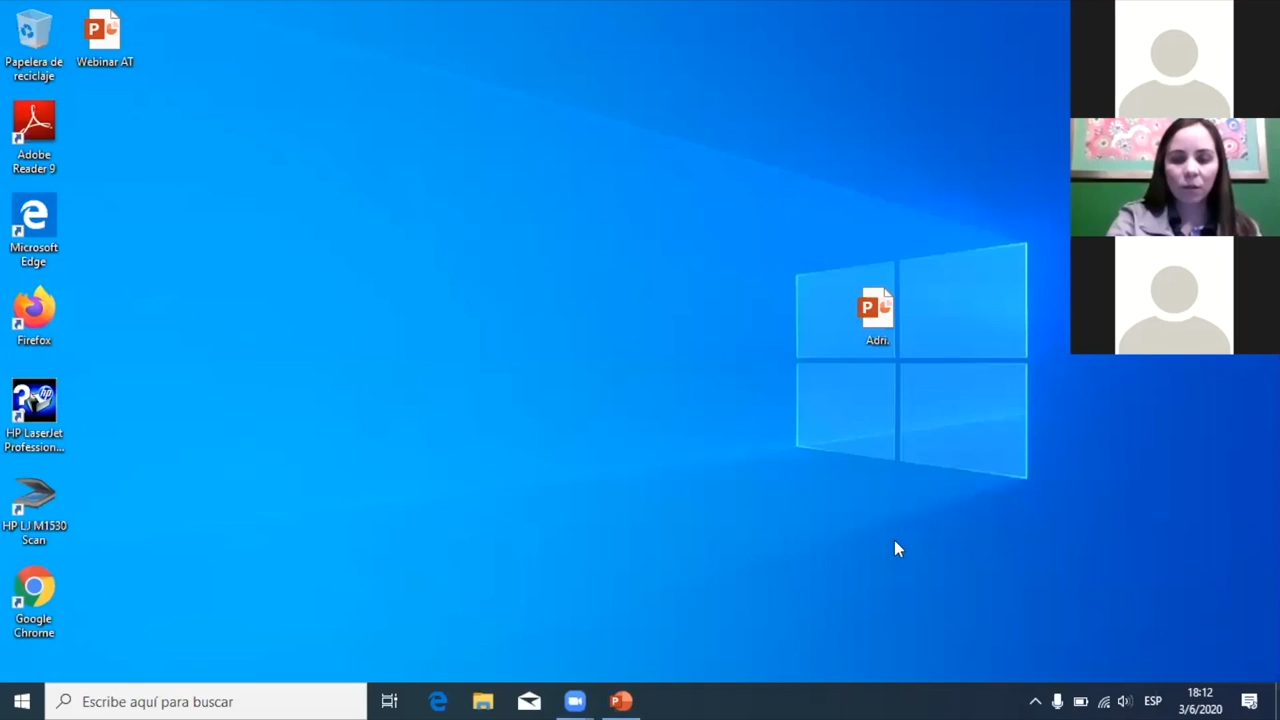 Papelera de
reciclaje
Webinar AT
Adobe
Reader 9
Microsoft
Edge
Firefox
HP LaserJet
Profession...
HP LJ M1530
Scan
Google
Chrome
Adri.
Escribe aquí para buscar
ESP
18:12
3/6/2020